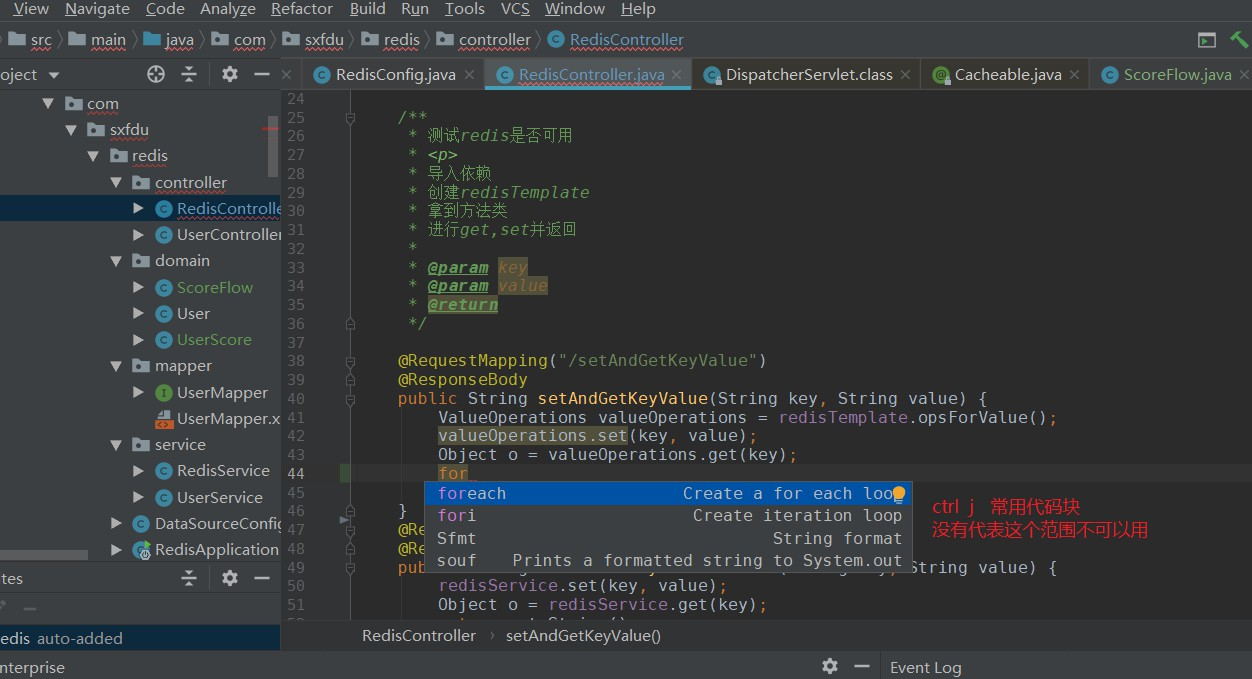 View Navigate Code Analyze Refactor Build Run Tools VCS Window Help
src main java com sxfdu redis controller RedisController
oject RedisConfig.java RedisController.java DispatcherServlet.class Cacheable.java ScoreFlow.java
com
sxfdu
redis
controller
RedisControlle
UserController
domain
ScoreFlow
User
UserScore
mapper
UserMapper
UserMapper.x
service
RedisService
UserService
DataSourceConfig
RedisApplication
tes
redis auto-added
nterprise
24
25 /**
26 * 测试redis是否可用
27 * <p>
28 * 导入依赖
29 * 创建redisTemplate
30 * 拿到方法类
31 * 进行get,set并返回
32 *
33 * @param key
34 * @param value
35 * @return
36 */
37
38 @RequestMapping("/setAndGetKeyValue")
39 @ResponseBody
40 public String setAndGetKeyValue(String key, String value) {
41 ValueOperations valueOperations = redisTemplate.opsForValue();
42 valueOperations.set(key, value);
43 Object o = valueOperations.get(key);
44 for
45
46 }
47 @Re
48 @Re
49 pu String value) {
50 redisService.set(key, value);
51 Object o = redisService.get(key);
foreach Create a for each loo
fori Create iteration loop
Sfmt String format
souf Prints a formatted string to System.out
ctrl j 常用代码块
没有代表这个范围不可以用
RedisController › setAndGetKeyValue()
Event Log